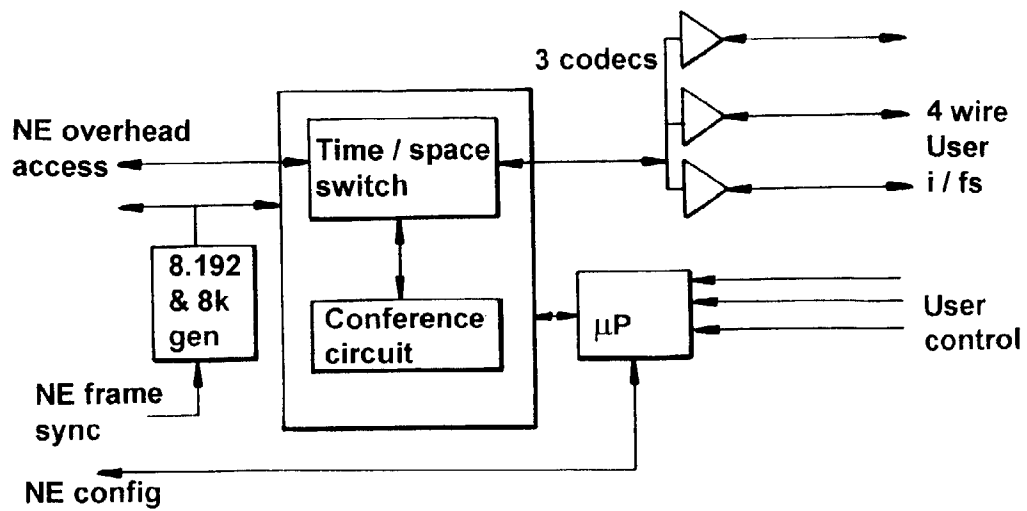 3 codecs
NE overhead
access
Time / space
switch
4 wire
User
i / fs
8.192
& 8k
gen
Conference
circuit
μP
User
control
NE frame
sync
NE config